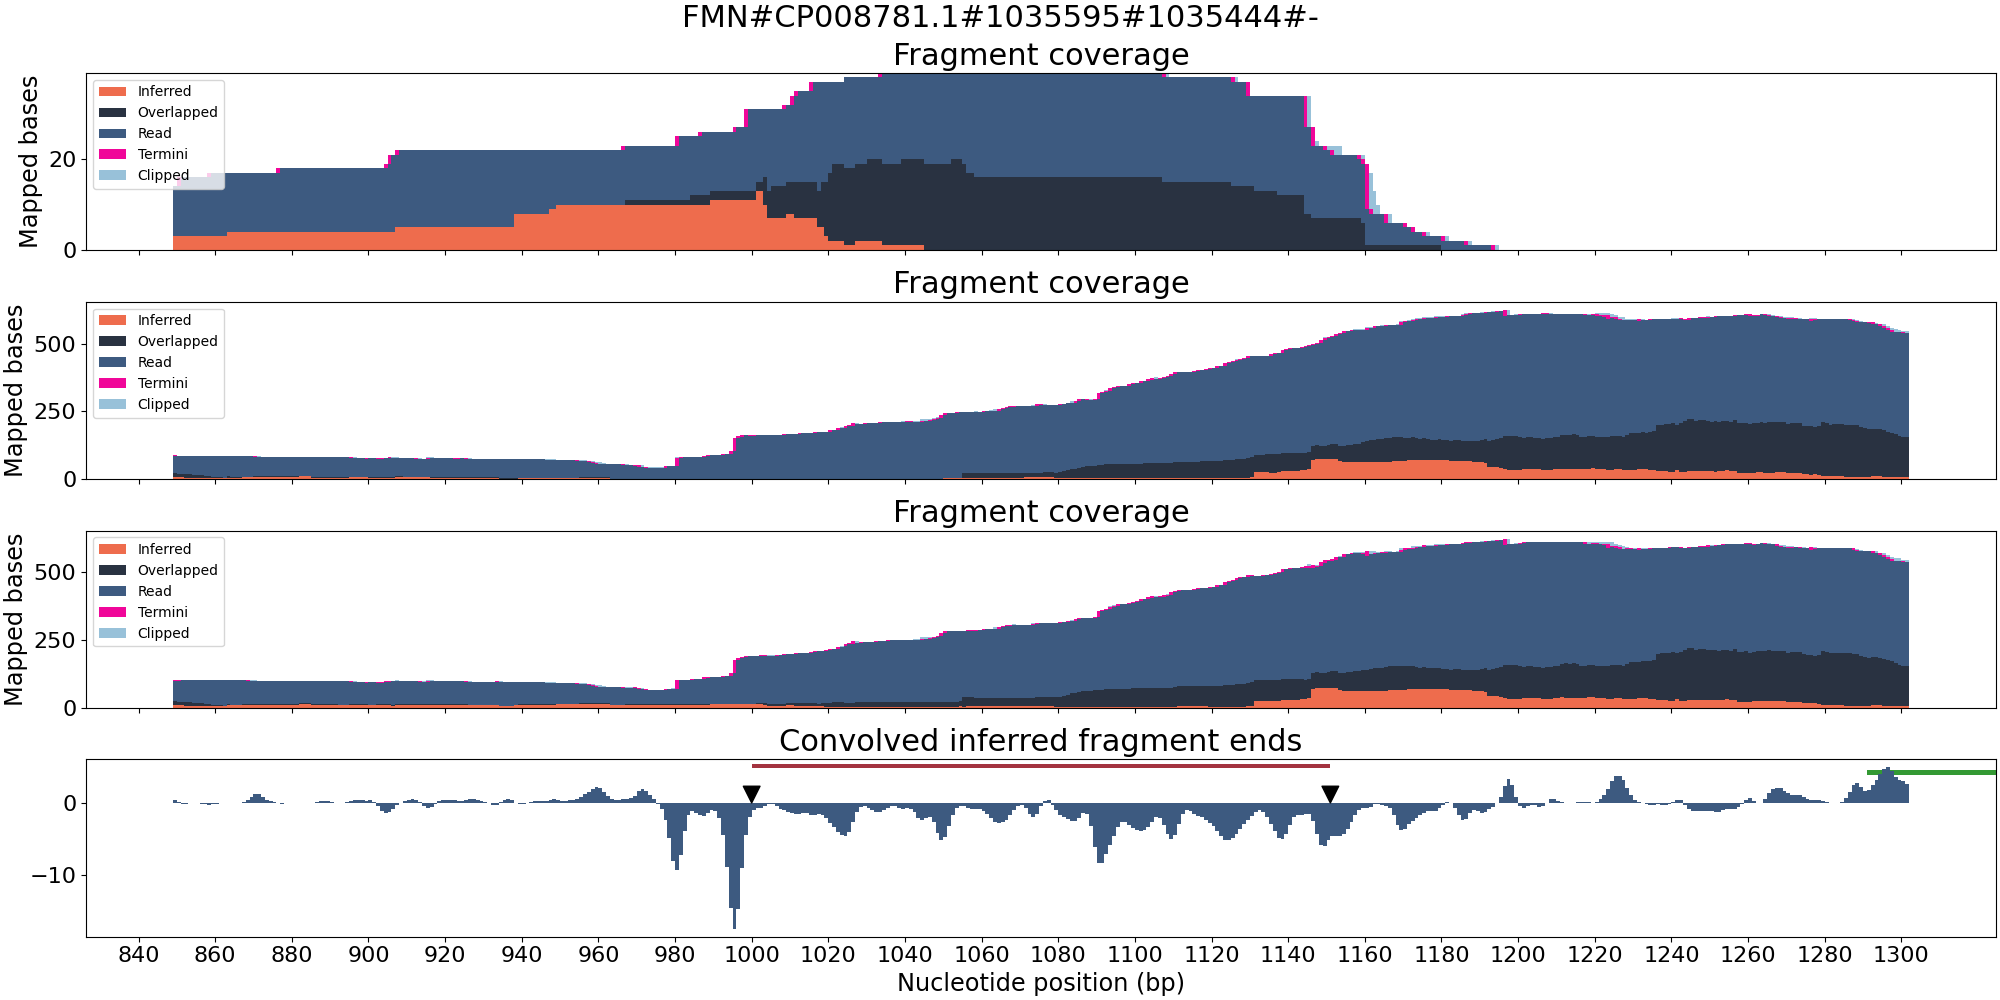 FMN#CP008781.1#1035595#1035444#-
Fragment coverage
Mapped bases
20
0
Inferred
Overlapped
Read
Termini
Clipped
Fragment coverage
Mapped bases
500
250
0
Inferred
Overlapped
Read
Termini
Clipped
Fragment coverage
Mapped bases
500
250
0
Inferred
Overlapped
Read
Termini
Clipped
Convolved inferred fragment ends
0
−10
840 860 880 900 920 940 960 980 1000 1020 1040 1060 1080 1100 1120 1140 1160 1180 1200 1220 1240 1260 1280 1300
Nucleotide position (bp)